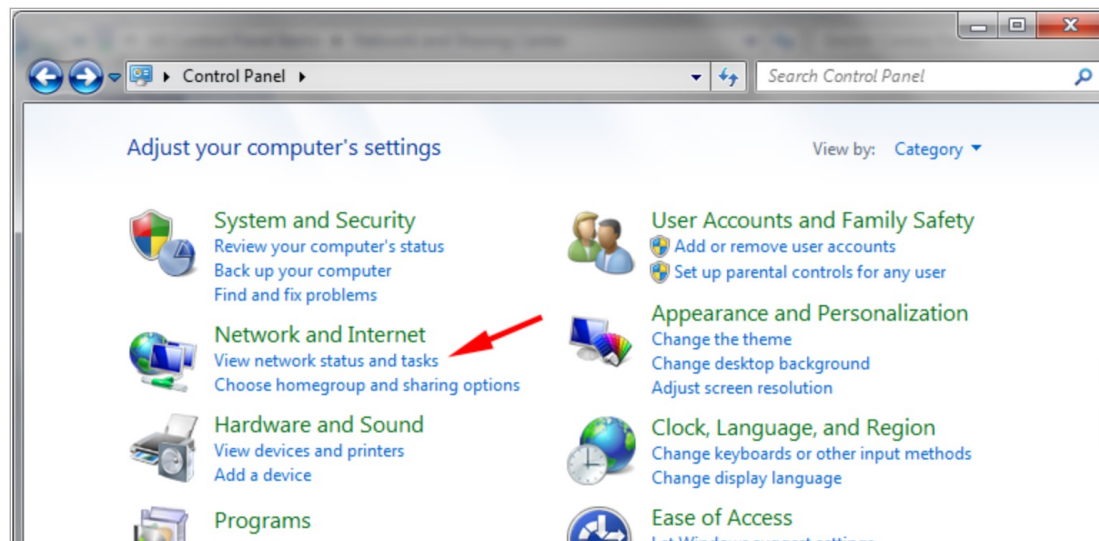 Control Panel
Search Control Panel
Adjust your computer's settings
View by: Category
System and Security
Review your computer's status
Back up your computer
Find and fix problems
Network and Internet
View network status and tasks
Choose homegroup and sharing options
Hardware and Sound
View devices and printers
Add a device
Programs
User Accounts and Family Safety
Add or remove user accounts
Set up parental controls for any user
Appearance and Personalization
Change the theme
Change desktop background
Adjust screen resolution
Clock, Language, and Region
Change keyboards or other input methods
Change display language
Ease of Access
Let Windows suggest settings